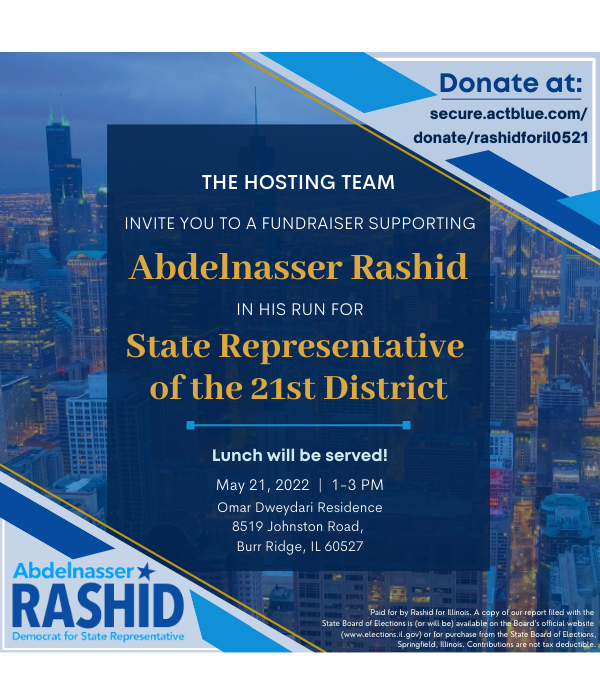 Donate at:
secure.actblue.com/
donate/rashidforil0521
THE HOSTING TEAM
INVITE YOU TO A FUNDRAISER SUPPORTING
Abdelnasser Rashid
IN HIS RUN FOR
State Representative
of the 21st District
Lunch will be served!
May 21, 2022 | 1-3 PM
Omar Dweydari Residence
8519 Johnston Road,
Burr Ridge, IL 60527
Abdelnasser
RASHID
Democrat for State Representative
Paid for by Rashid for Illinois. A copy of our report filed with the
State Board of Elections is (or will be) available on the Board's official website
(www.elections.il.gov) or for purchase from the State Board of Elections,
Springfield, Illinois. Contributions are not tax deductible.